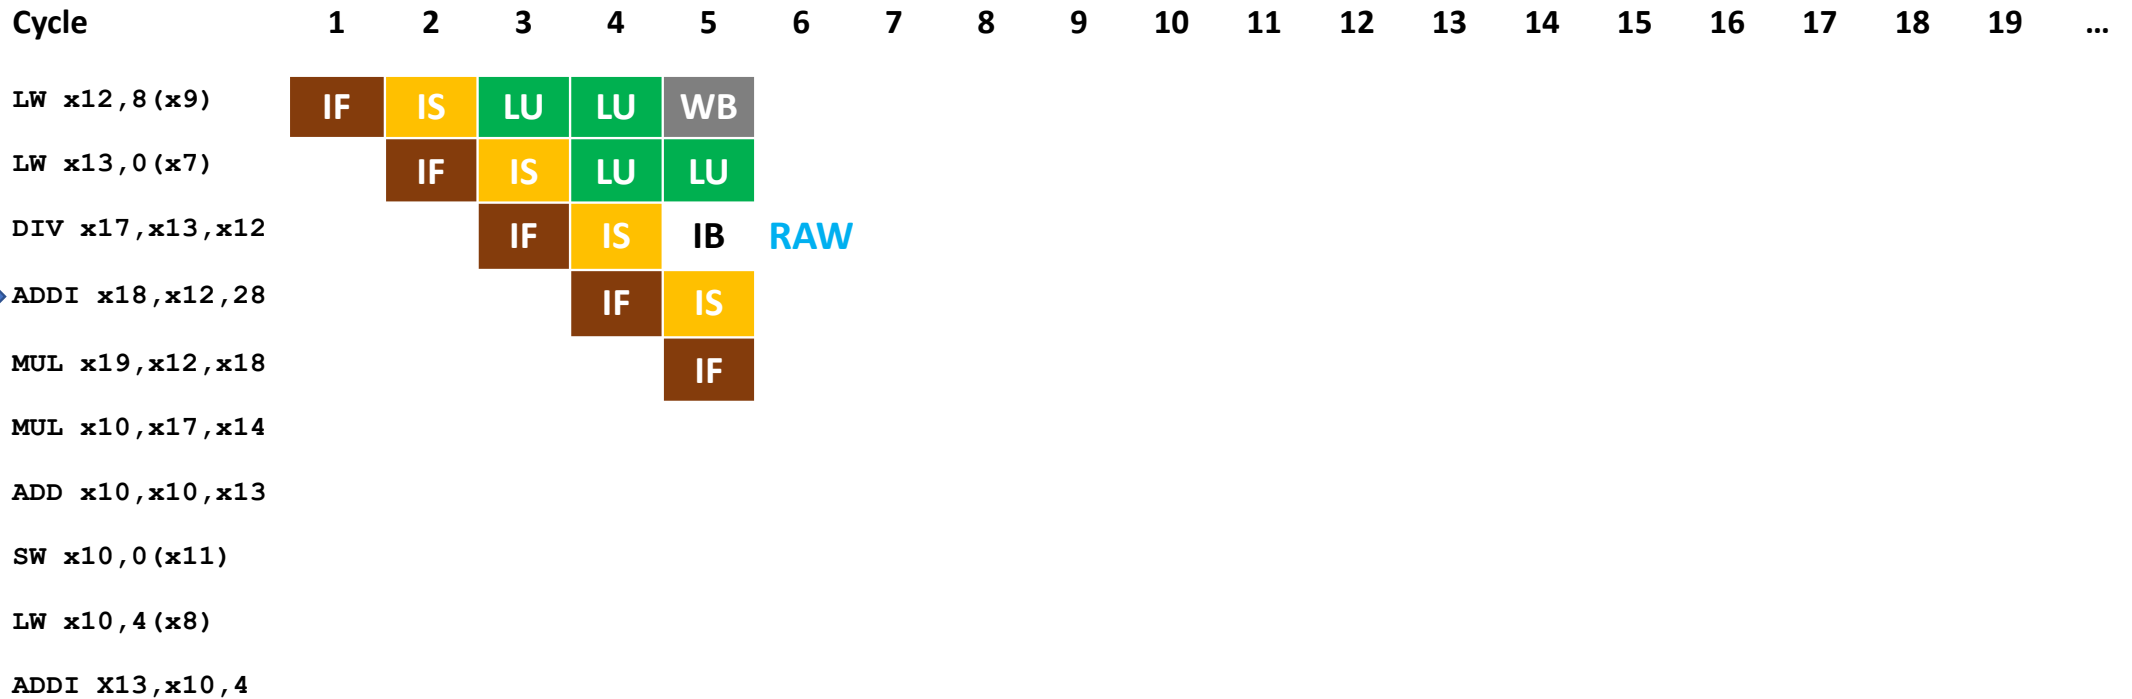 Cycle 1 2 3 4 5 6 7 8 9 10 11 12 13 14 15 16 17 18 19 ...
LW x12,8(x9) IF IS LU LU WB
LW x13,0(x7) IF IS LU LU
DIV x17,x13,x12 IF IS IB RAW
ADDI x18,x12,28 IF IS
MUL x19,x12,x18 IF
MUL x10,x17,x14
ADD x10,x10,x13
SW x10,0(x11)
LW x10,4(x8)
ADDI X13,x10,4